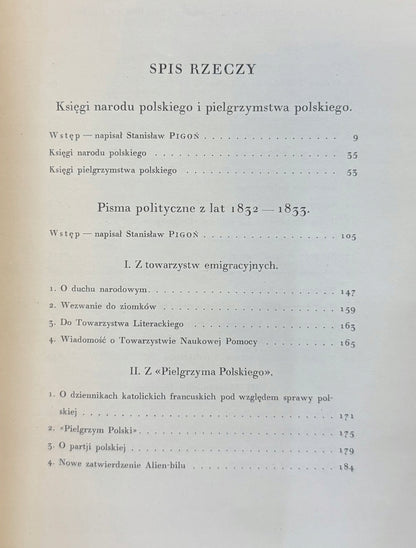 SPIS RZECZY
Księgi narodu polskiego i pielgrzymstwa polskiego.
Wstęp — napisał Stanisław PIGOŃ . . . . . . . . . . . . . . . . . 9
Księgi narodu polskiego . . . . . . . . . . . . . . . . . . . . 35
Księgi pielgrzymstwa polskiego . . . . . . . . . . . . . . . . . 53
Pisma polityczne z lat 1832 — 1833.
Wstęp — napisał Stanisław PIGOŃ . . . . . . . . . . . . . . . . 105
I. Z towarzystw emigracyjnych.
1. O duchu narodowym . . . . . . . . . . . . . . . . . . . . 147
2. Wezwanie do ziomków . . . . . . . . . . . . . . . . . . . 159
3. Do Towarzystwa Literackiego . . . . . . . . . . . . . . . . 163
4. Wiadomość o Towarzystwie Naukowej Pomocy . . . . . . . . . 165
II. Z «Pielgrzyma Polskiego».
1. O dziennikach katolickich francuskich pod względem sprawy pol-
skiej . . . . . . . . . . . . . . . . . . . . . . . . . . . 171
2. «Pielgrzym Polski» . . . . . . . . . . . . . . . . . . . . . 175
3. O partji polskiej . . . . . . . . . . . . . . . . . . . . . . 179
4. Nowe zatwierdzenie Alien-bilu . . . . . . . . . . . . . . . . 184